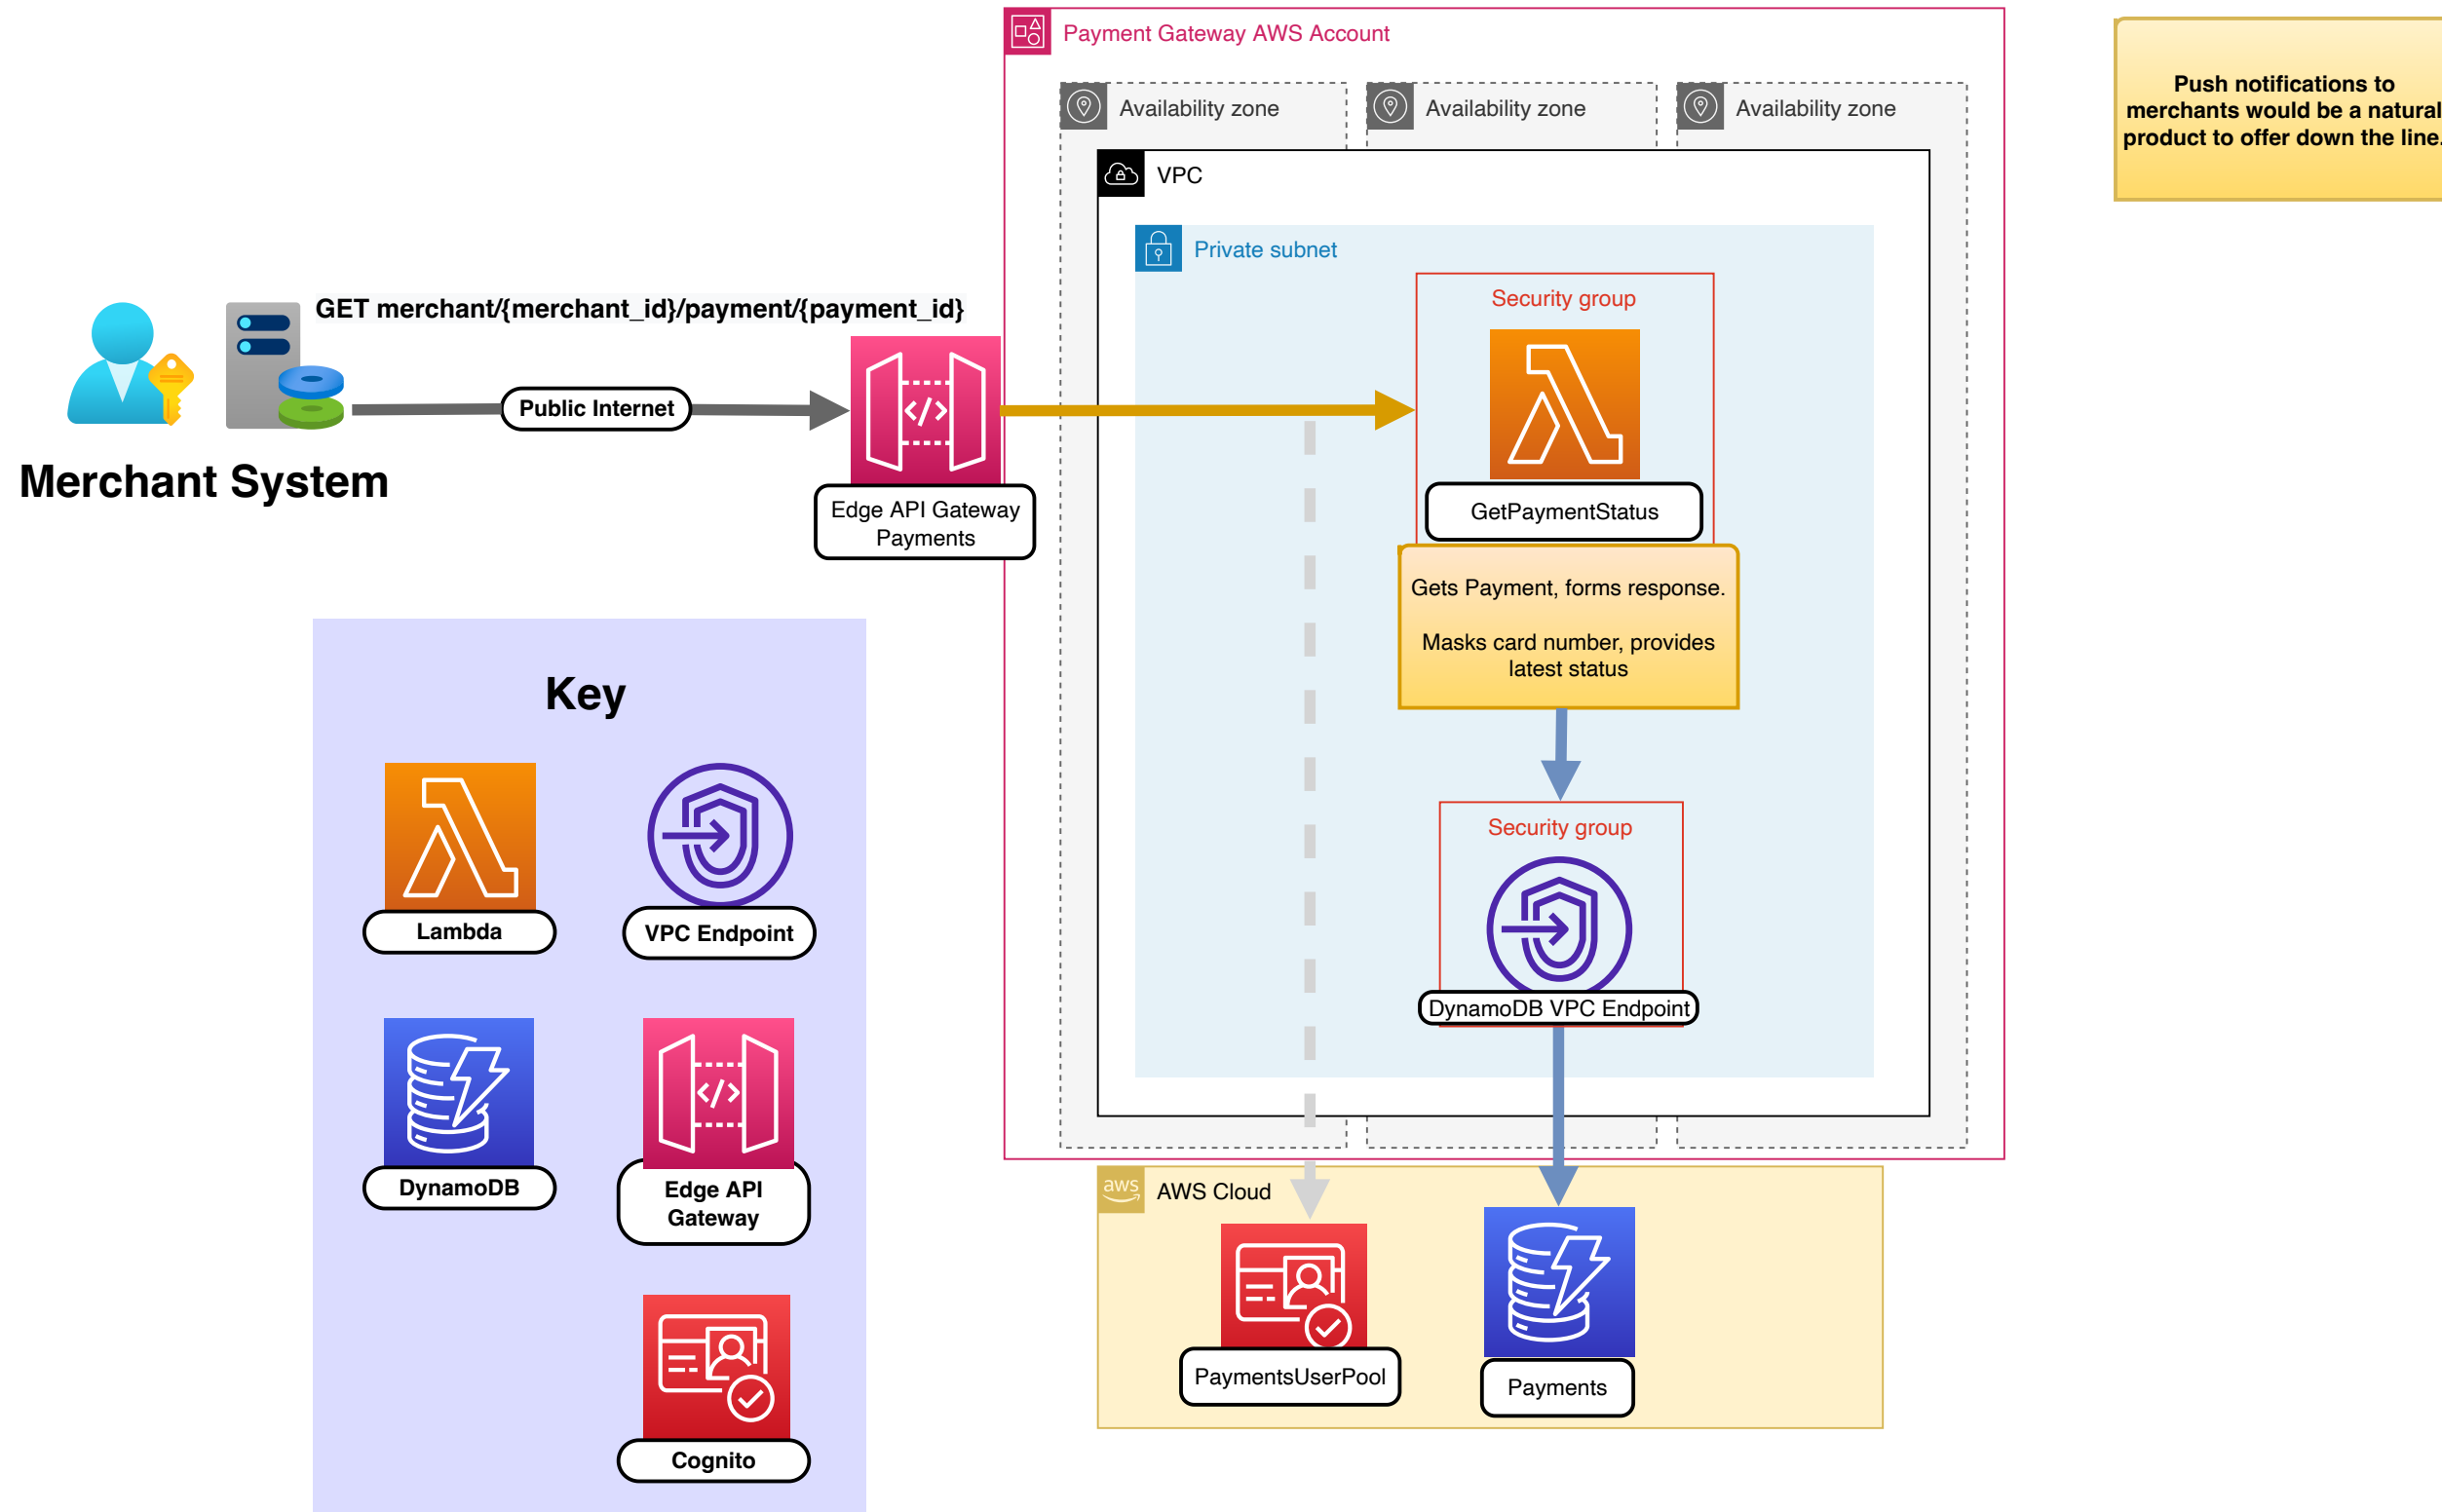 Payment Gateway AWS Account
Push notifications to
merchants would be a natural
product to offer down the line.
Availability zone
Availability zone
Availability zone
VPC
Private subnet
GET merchant/{merchant_id}/payment/{payment_id}
Security group
Public Internet
</>
Merchant System
Edge API Gateway
Payments
GetPaymentStatus
Gets Payment, forms response.
Masks card number, provides
latest status
Key
Security group
Lambda
VPC Endpoint
DynamoDB VPC Endpoint
</>
DynamoDB
Edge API
Gateway
aws
AWS Cloud
PaymentsUserPool
Payments
Cognito